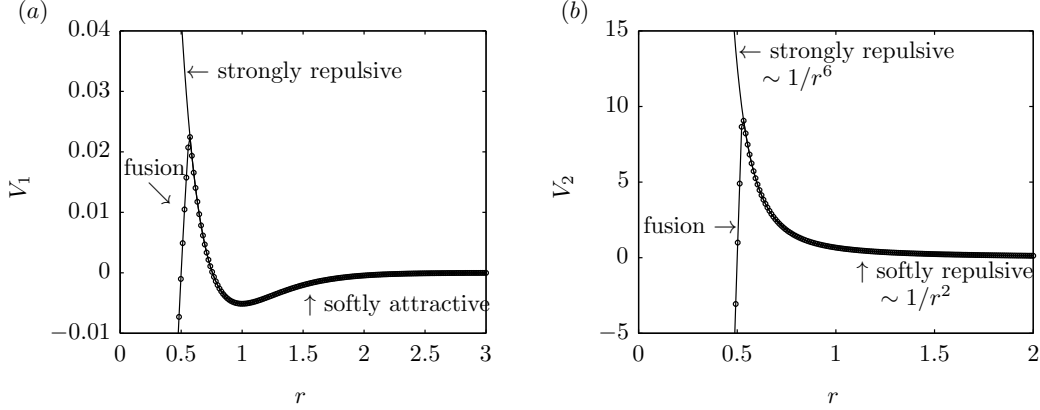 (a)
0.04
0.03
0.02
0.01
0
−0.01
V₁
← strongly repulsive
fusion
↘
↑ softly attractive
0 0.5 1 1.5 2 2.5 3
r
(b)
15
10
5
0
−5
V₂
← strongly repulsive
∼ 1/r⁶
fusion →
↑ softly repulsive
∼ 1/r²
0 0.5 1 1.5 2
r